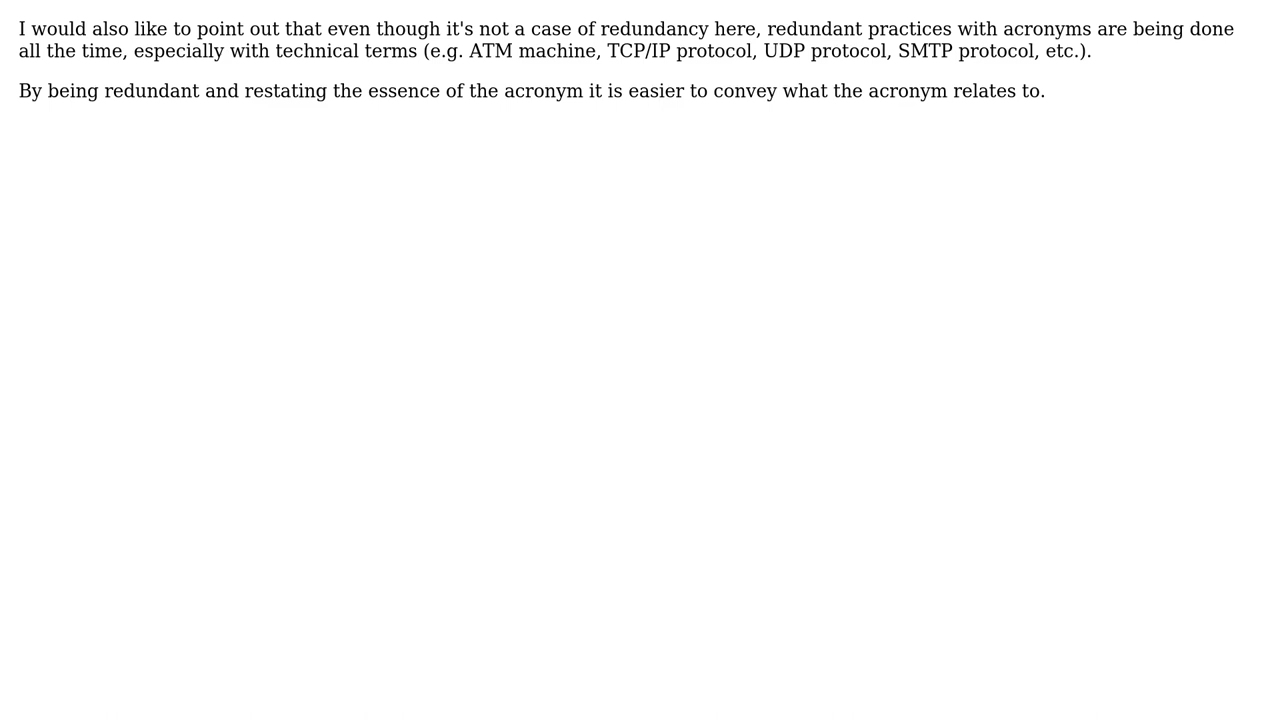 I would also like to point out that even though it's not a case of redundancy here, redundant practices with acronyms are being done
all the time, especially with technical terms (e.g. ATM machine, TCP/IP protocol, UDP protocol, SMTP protocol, etc.).
By being redundant and restating the essence of the acronym it is easier to convey what the acronym relates to.